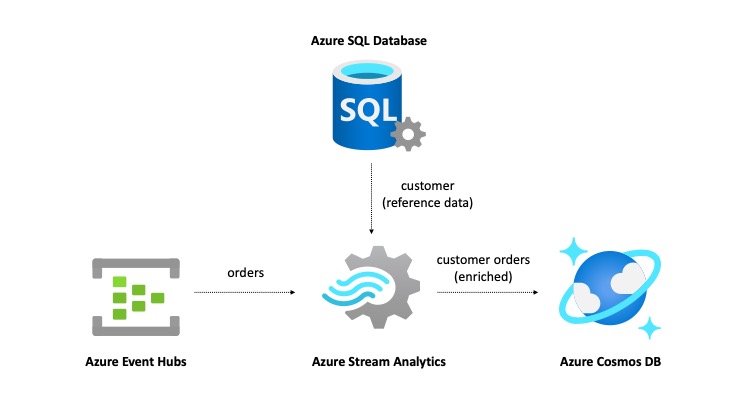 Azure SQL Database
SQL
customer
(reference data)
orders
customer orders
(enriched)
Azure Event Hubs
Azure Stream Analytics
Azure Cosmos DB